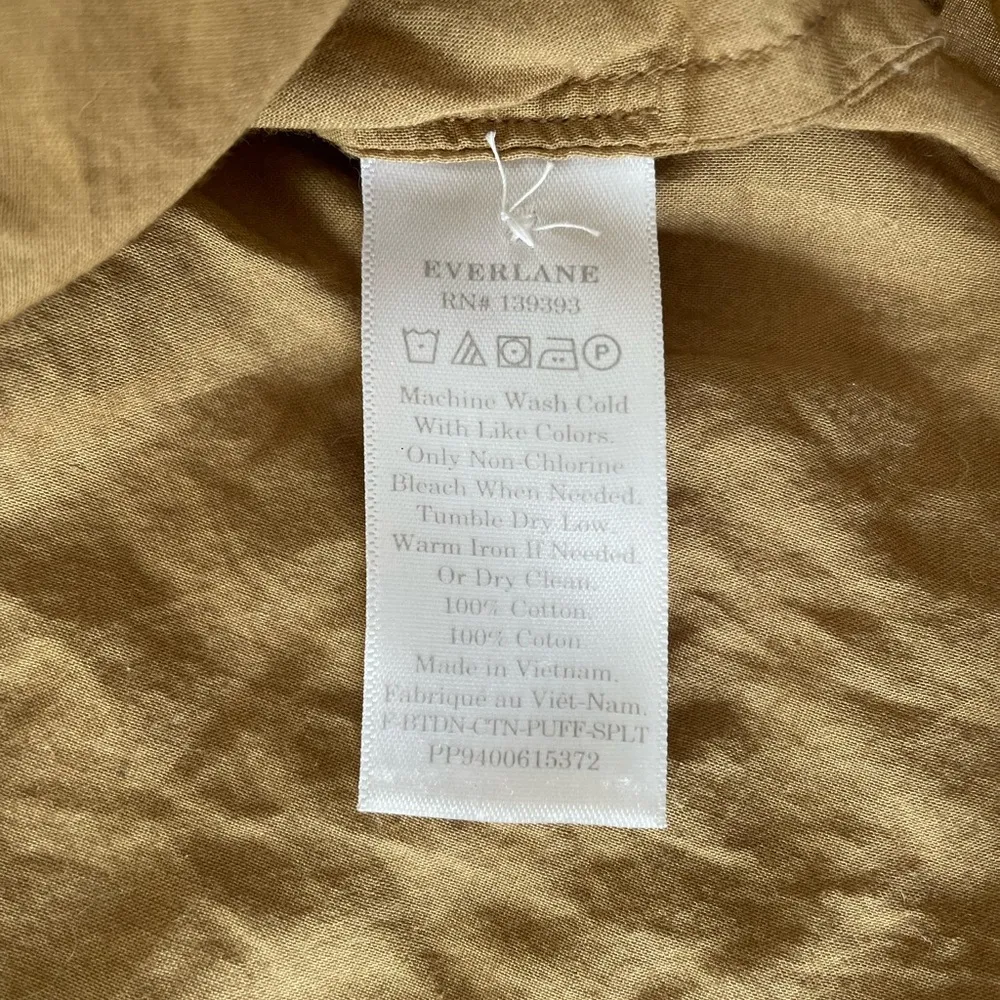 EVERLANE
RN# 139393
P
Machine Wash Cold
With Like Colors.
Only Non-Chlorine
Bleach When Needed.
Tumble Dry Low.
Warm Iron If Needed.
Or Dry Clean.
100% Cotton.
100% Coton
Made in Vietnam.
Fabriqué au Viêt-Nam.
F-BTDN-CTN-PUFF-SPLT
PP9400615372